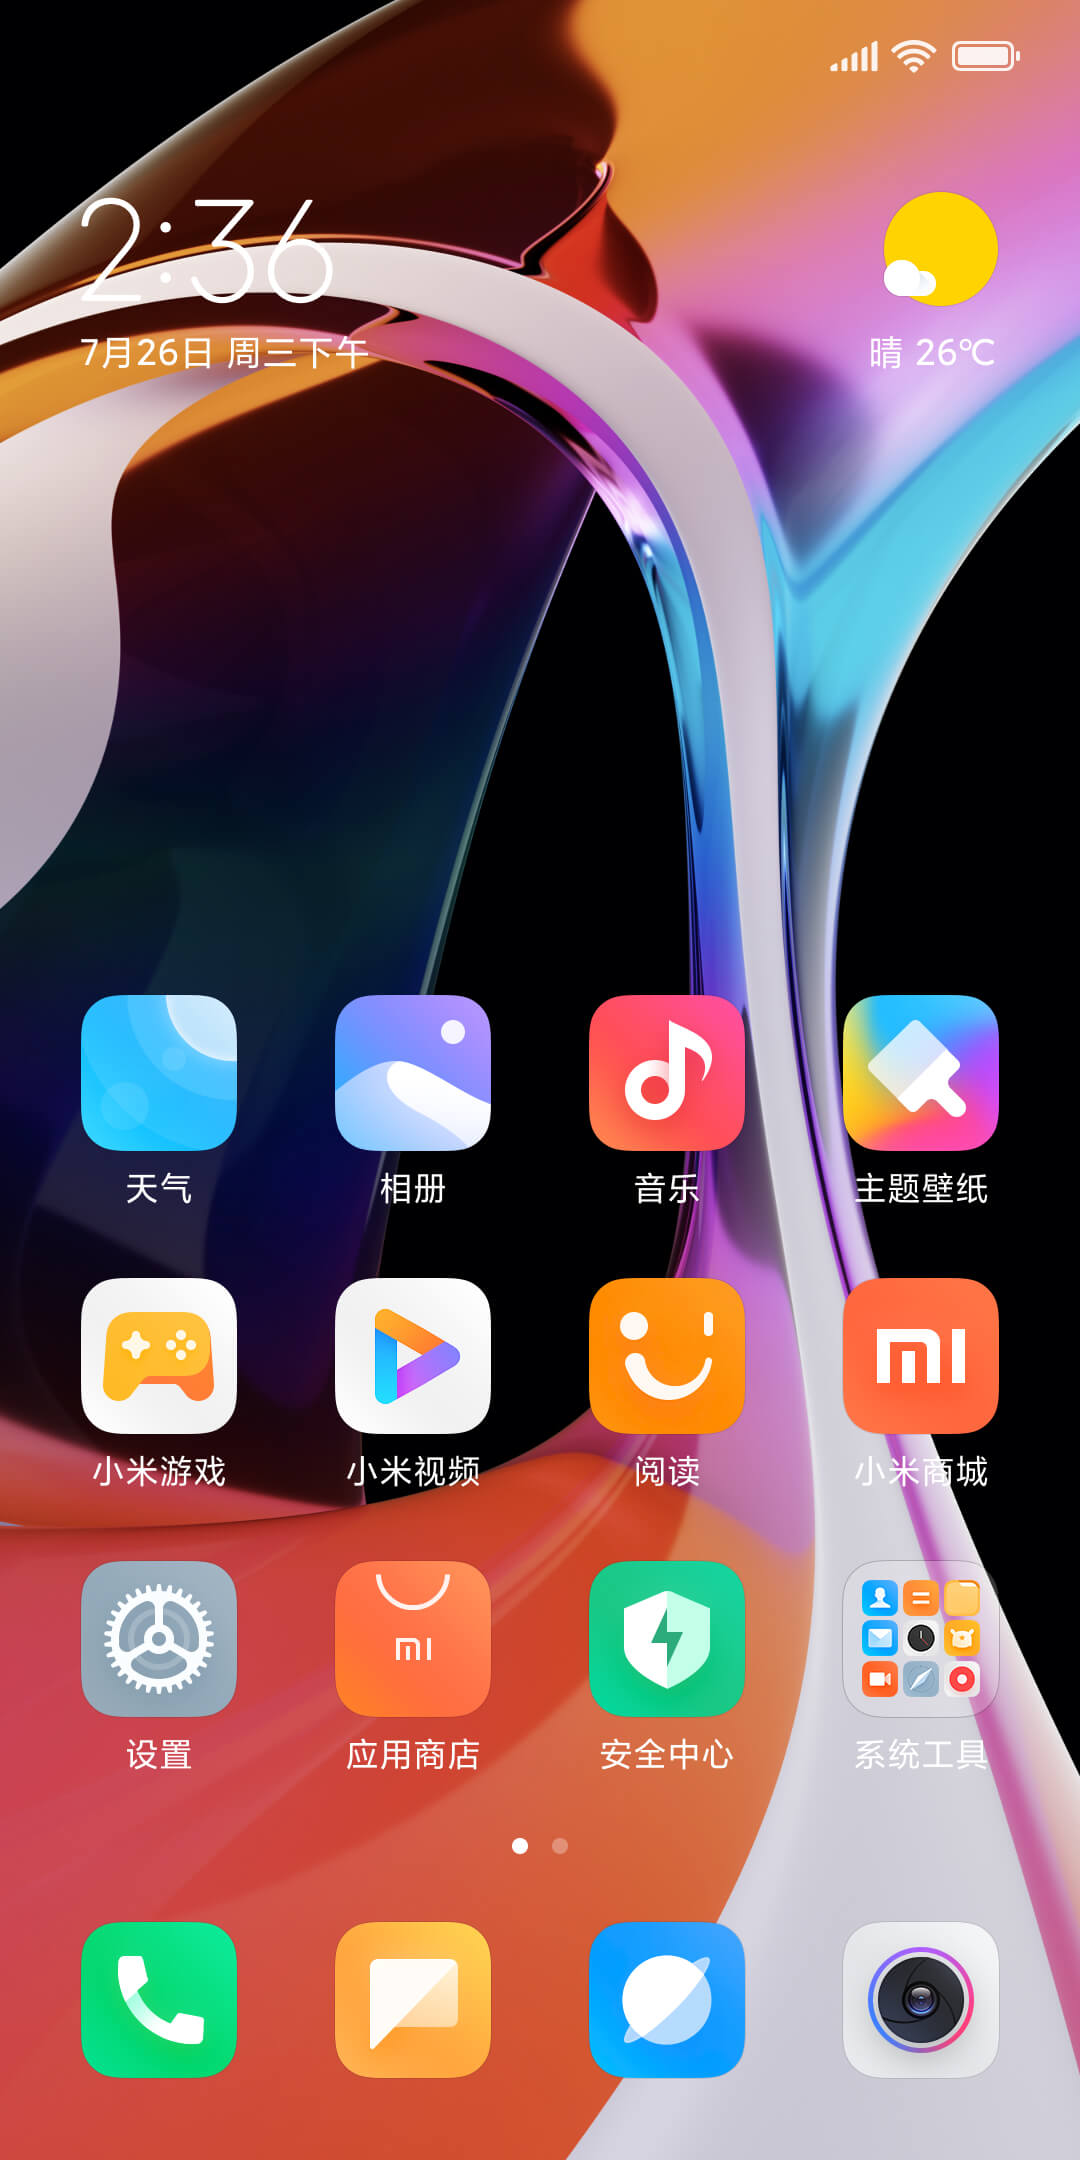 2:36
7月26日 周三下午
晴 26℃
天气
相册
音乐
主题壁纸
小米游戏
小米视频
阅读
mi
小米商城
设置
mi
应用商店
安全中心
系统工具